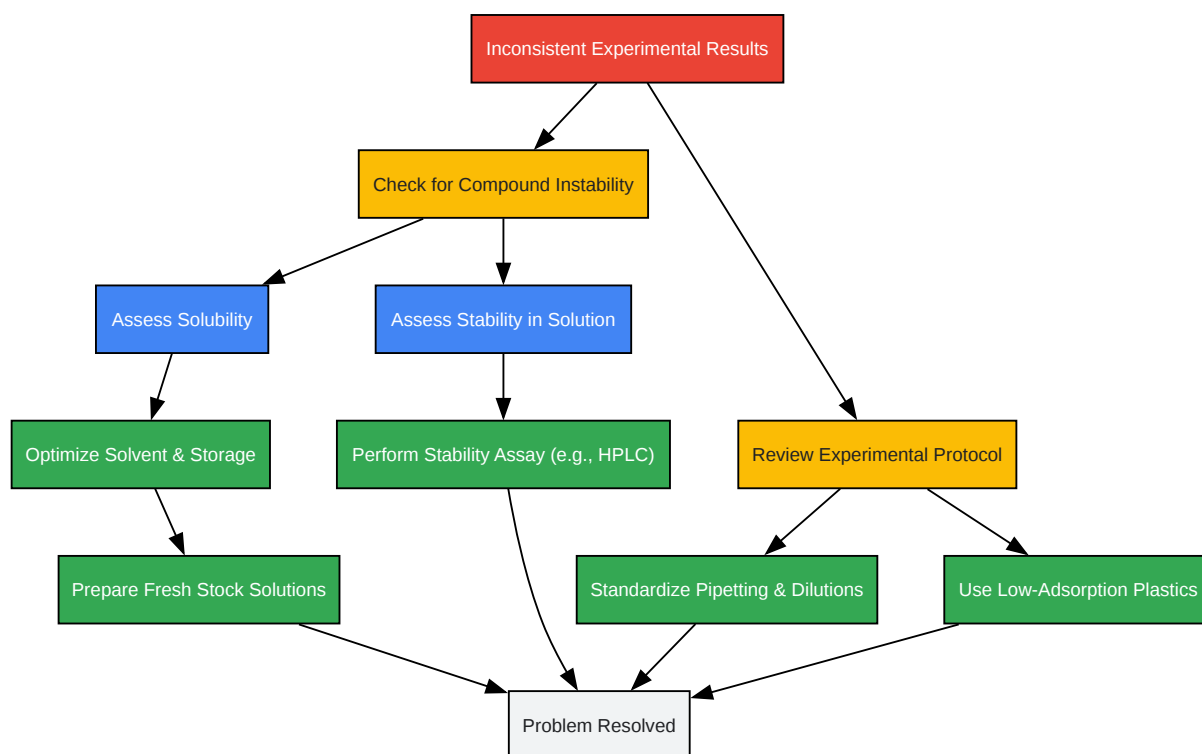 Inconsistent Experimental Results
Check for Compound Instability
Assess Solubility
Assess Stability in Solution
Optimize Solvent & Storage
Perform Stability Assay (e.g., HPLC)
Review Experimental Protocol
Prepare Fresh Stock Solutions
Standardize Pipetting & Dilutions
Use Low-Adsorption Plastics
Problem Resolved